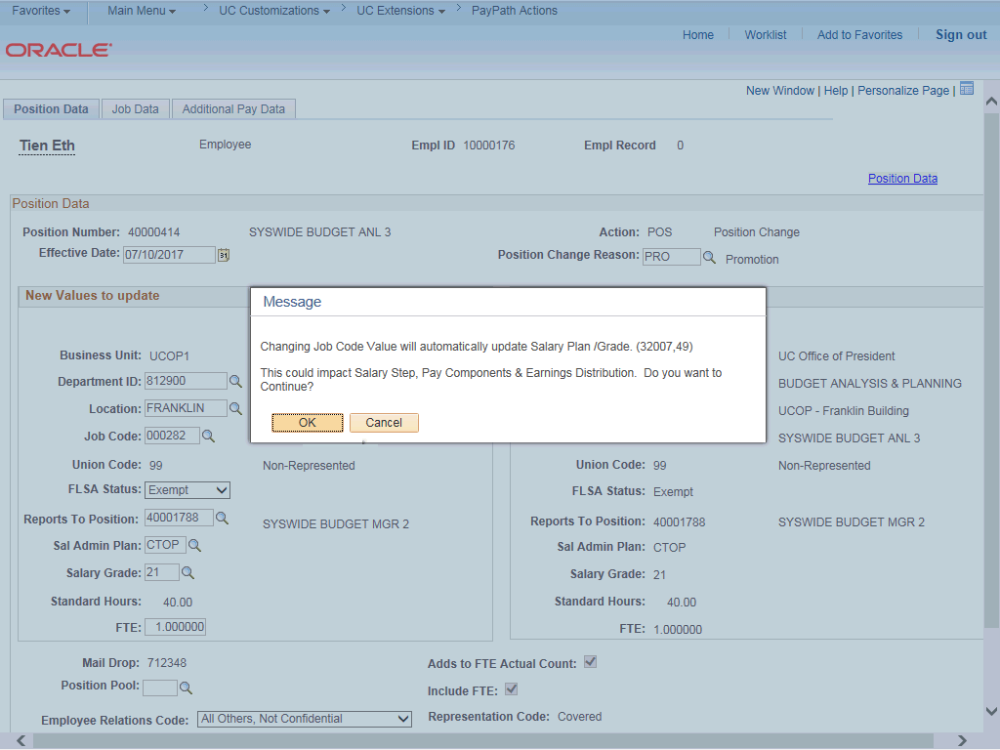 Favorites Main Menu > UC Customizations > UC Extensions > PayPath Actions
Home Worklist Add to Favorites Sign out
ORACLE
New Window | Help | Personalize Page |
Position Data Job Data Additional Pay Data
Tien Eth Employee Empl ID 10000176 Empl Record 0
Position Data
Position Data
Position Number: 40000414 SYSWIDE BUDGET ANL 3 Action: POS Position Change
Effective Date: 07/10/2017 31 Position Change Reason: PRO Promotion
New Values to update
Message
Changing Job Code Value will automatically update Salary Plan /Grade. (32007,49)
This could impact Salary Step, Pay Components & Earnings Distribution. Do you want to
Continue?
OK Cancel
Business Unit: UCOP1 UC Office of President
Department ID: 812900 BUDGET ANALYSIS & PLANNING
Location: FRANKLIN UCOP - Franklin Building
Job Code: 000282 SYSWIDE BUDGET ANL 3
Union Code: 99 Non-Represented Union Code: 99 Non-Represented
FLSA Status: Exempt FLSA Status: Exempt
Reports To Position: 40001788 SYSWIDE BUDGET MGR 2 Reports To Position: 40001788 SYSWIDE BUDGET MGR 2
Sal Admin Plan: CTOP Sal Admin Plan: CTOP
Salary Grade: 21 Salary Grade: 21
Standard Hours: 40.00 Standard Hours: 40.00
FTE: 1.000000 FTE: 1.000000
Mail Drop: 712348 Adds to FTE Actual Count:
Position Pool: Include FTE:
Employee Relations Code: All Others, Not Confidential Representation Code: Covered